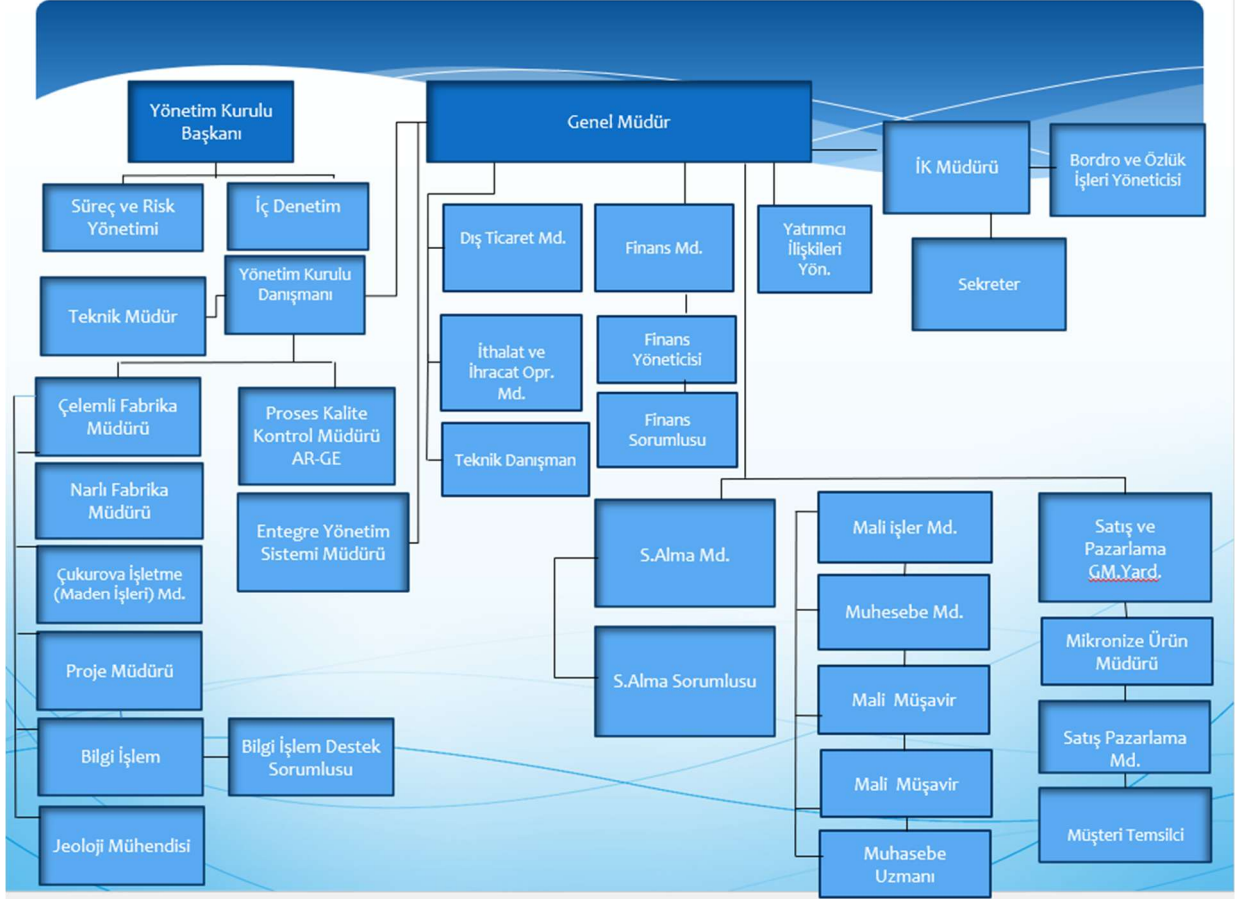 Yönetim Kurulu
Başkanı
Genel Müdür
İK Müdürü
Bordro ve Özlük
İşleri Yöneticisi
Süreç ve Risk
Yönetimi
İç Denetim
Dış Ticaret Md.
Finans Md.
Yatırımcı
İlişkileri
Yön.
Sekreter
Teknik Müdür
Yönetim Kurulu
Danışmanı
İthalat ve
İhracat Opr.
Md.
Finans
Yöneticisi
Çelemli Fabrika
Müdürü
Proses Kalite
Kontrol Müdürü
AR-GE
Teknik Danışman
Finans
Sorumlusu
Narlı Fabrika
Müdürü
Entegre Yönetim
Sistemi Müdürü
Çukurova İşletme
(Maden İşleri) Md.
S.Alma Md.
Mali işler Md.
Satış ve
Pazarlama
GM.Yard.
Proje Müdürü
S.Alma Sorumlusu
Muhesebe Md.
Mikronize Ürün
Müdürü
Mali Müşavir
Satış Pazarlama
Md.
Bilgi İşlem
Bilgi İşlem Destek
Sorumlusu
Mali Müşavir
Müşteri Temsilci
Jeoloji Mühendisi
Muhasebe
Uzmanı